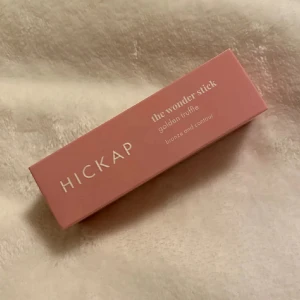 HICKAP
the wonder stick
golden truffle
bronze and contour